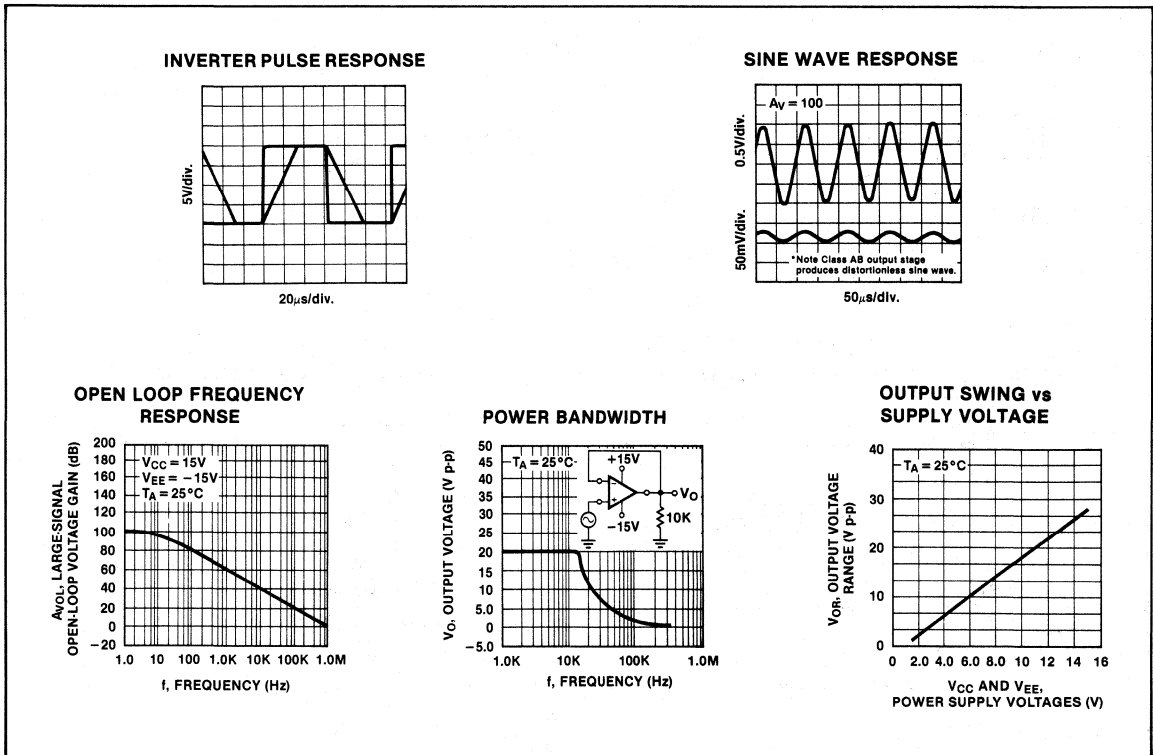 INVERTER PULSE RESPONSE
5V/div.
20μs/div.
SINE WAVE RESPONSE
AV = 100
0.5V/div.
50mV/div.
*Note Class AB output stage
produces distortionless sine wave.
50μs/div.
OPEN LOOP FREQUENCY
RESPONSE
AVOL, LARGE-SIGNAL
OPEN-LOOP VOLTAGE GAIN (dB)
200
180
160
140
120
100
80
60
40
20
0
−20
VCC = 15V
VEE = −15V
TA = 25°C
1.0 10 100 1.0K 10K 100K 1.0M
f, FREQUENCY (Hz)
POWER BANDWIDTH
VO, OUTPUT VOLTAGE (V p-p)
50
45
40
35
30
25
20
15
10
5.0
0
−5.0
TA = 25°C
+15V
−
+
VO
−15V
10K
1.0K 10K 100K 1.0M
f, FREQUENCY (Hz)
OUTPUT SWING vs
SUPPLY VOLTAGE
VOR, OUTPUT VOLTAGE
RANGE (V p-p)
40
30
20
10
0
TA = 25°C
0 2.0 4.0 6.0 8.0 10 12 14 16
VCC AND VEE,
POWER SUPPLY VOLTAGES (V)